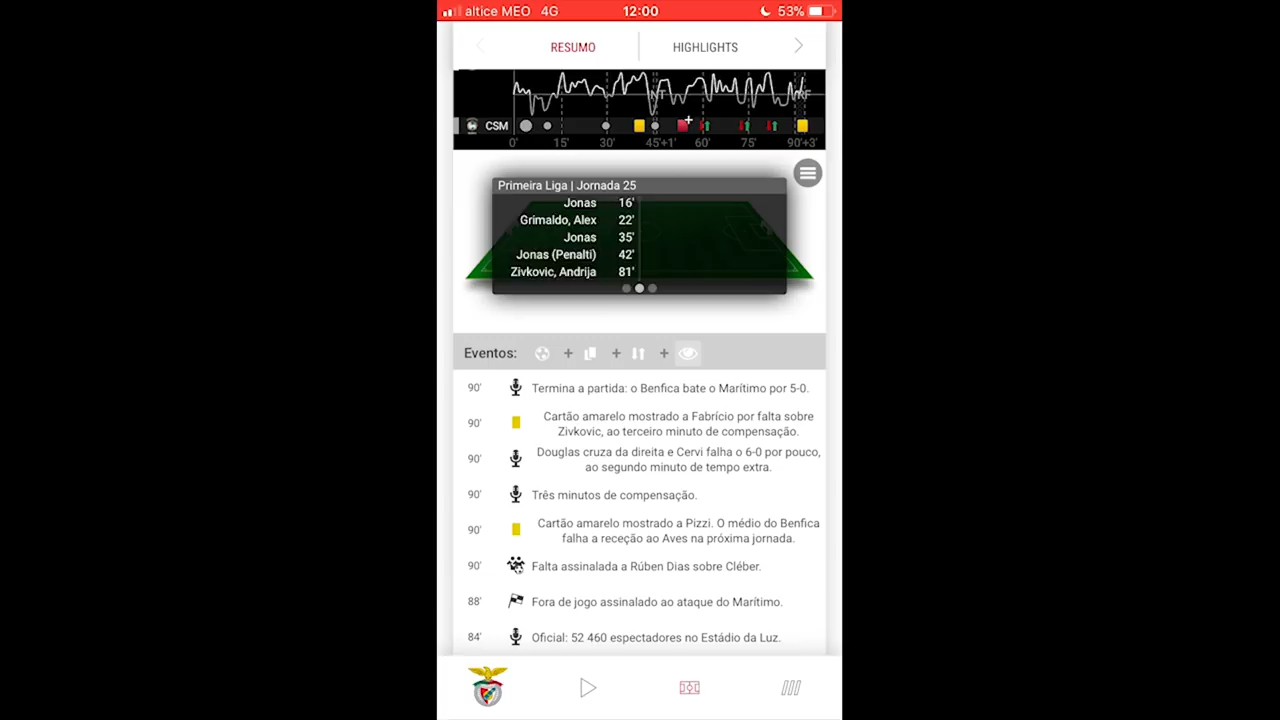 altice MEO 4G 12:00 53%
RESUMO HIGHLIGHTS
CSM
0' 15' 30' 45'+1' 60' 75' 90'+3'
Primeira Liga | Jornada 25
Jonas 16'
Grimaldo, Alex 22'
Jonas 35'
Jonas (Penalti) 42'
Zivkovic, Andrija 81'
Eventos: + + +
90' Termina a partida: o Benfica bate o Marítimo por 5-0.
90' Cartão amarelo mostrado a Fabrício por falta sobre
Zivkovic, ao terceiro minuto de compensação.
90' Douglas cruza da direita e Cervi falha o 6-0 por pouco,
ao segundo minuto de tempo extra.
90' Três minutos de compensação.
90' Cartão amarelo mostrado a Pizzi. O médio do Benfica
falha a receção ao Aves na próxima jornada.
90' Falta assinalada a Rúben Dias sobre Cléber.
88' Fora de jogo assinalado ao ataque do Marítimo.
84' Oficial: 52 460 espectadores no Estádio da Luz.